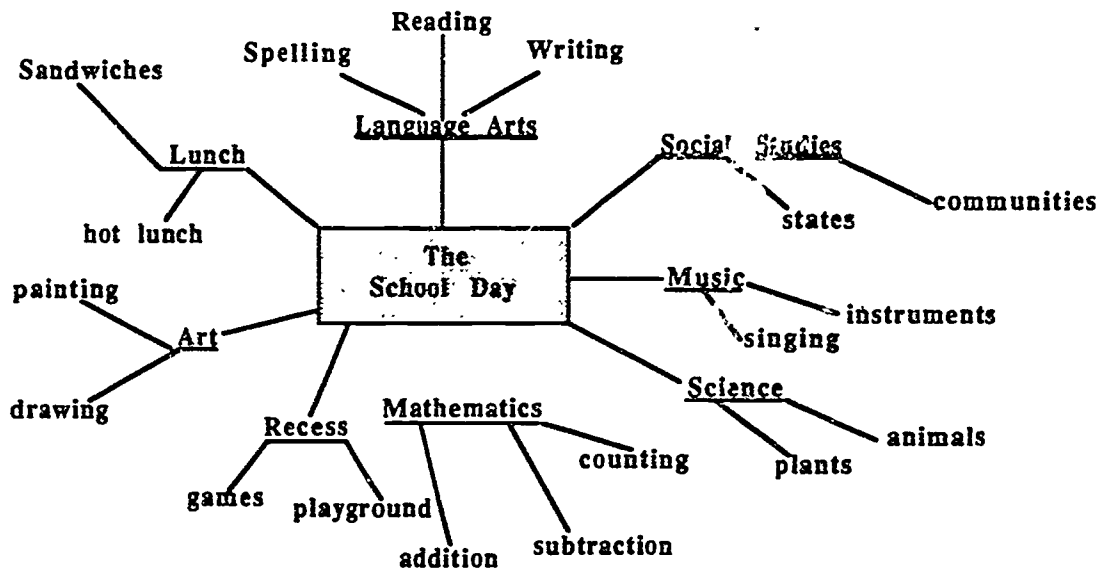 Reading
Spelling
Writing
Sandwiches
Language Arts
Lunch
Social Studies
communities
hot lunch
states
The
School Day
painting
Music
instruments
Art
singing
drawing
Science
Mathematics
Recess
animals
counting
plants
games
playground
addition
subtraction